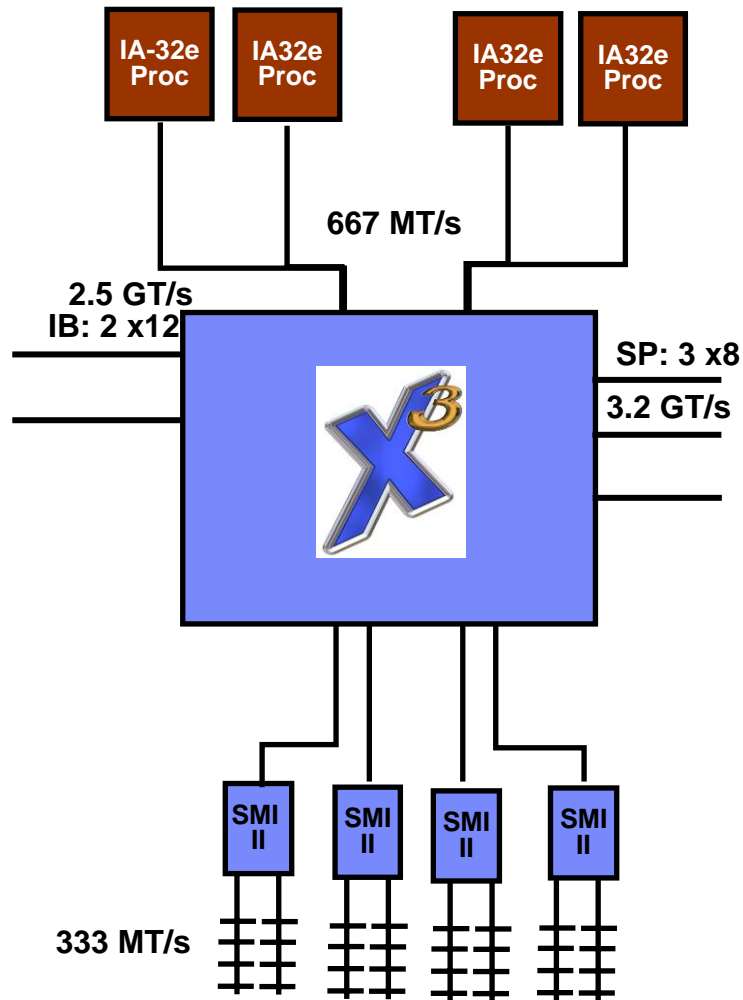 IA-32e
Proc
IA32e
Proc
IA32e
Proc
IA32e
Proc
667 MT/s
2.5 GT/s
IB: 2 x12
SP: 3 x8
3.2 GT/s
X3
SMI
II
SMI
II
SMI
II
SMI
II
333 MT/s